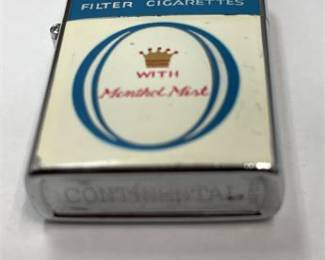 FILTER CIGARETTES
WITH
Menthol Mist
CONTINENTAL